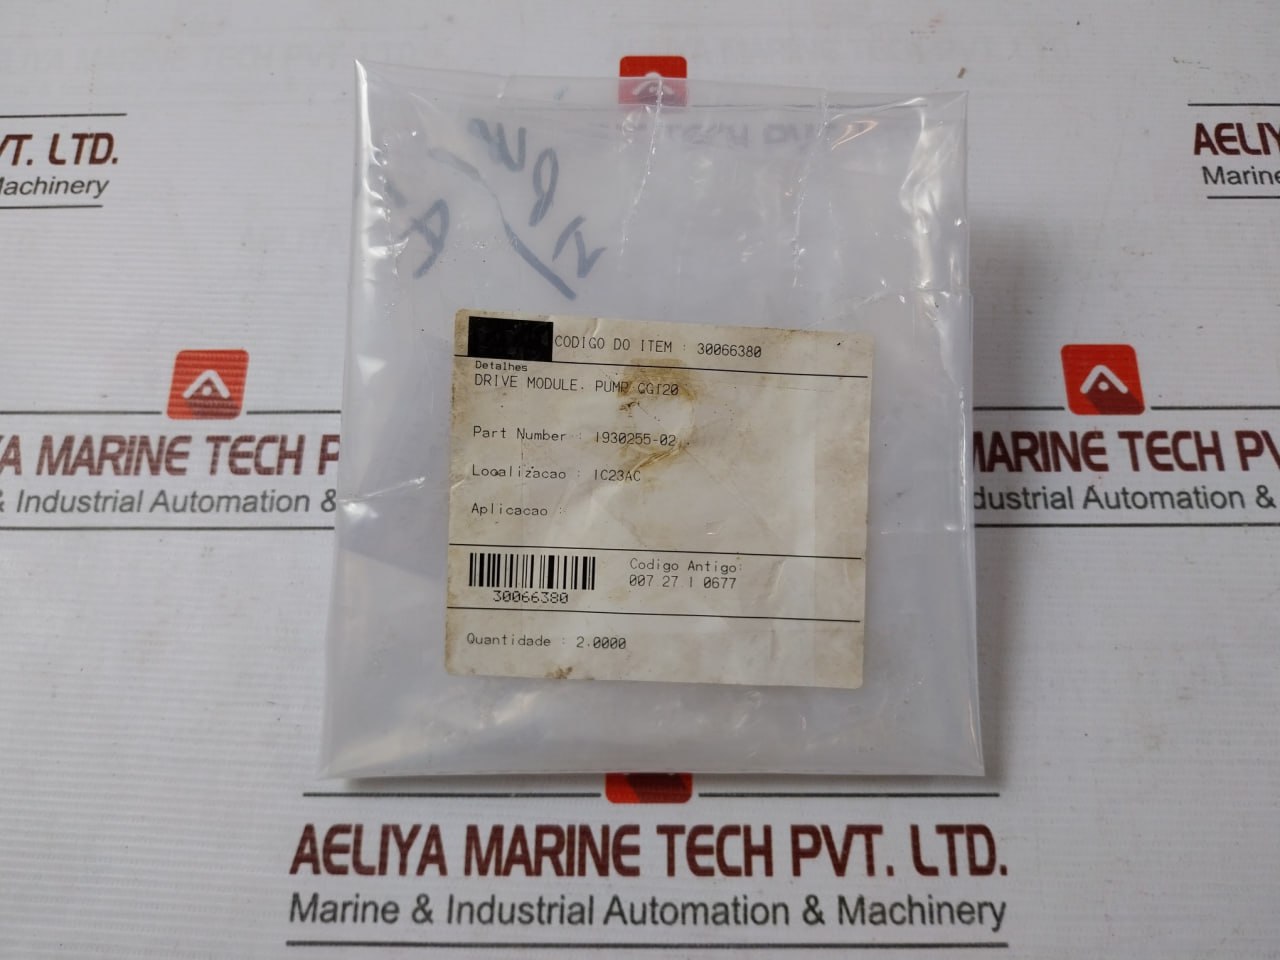 VT. LTD.
Machinery
AELIYA
Marine
CODIGO DO ITEM : 30066380
Detalhes
DRIVE MODULE. PUMP
Part Number : 1930255-02
Localizacao : IC23AC
Aplicacao :
Codigo Antigo:
007 27 1 0677
30066380
Quantidade : 2.0000
AELIYA MARINE TECH P
& Industrial Automation &
MARINE TECH PV
dustrial Automation &
AELIYA MARINE TECH PVT. LTD.
Marine & Industrial Automation & Machinery